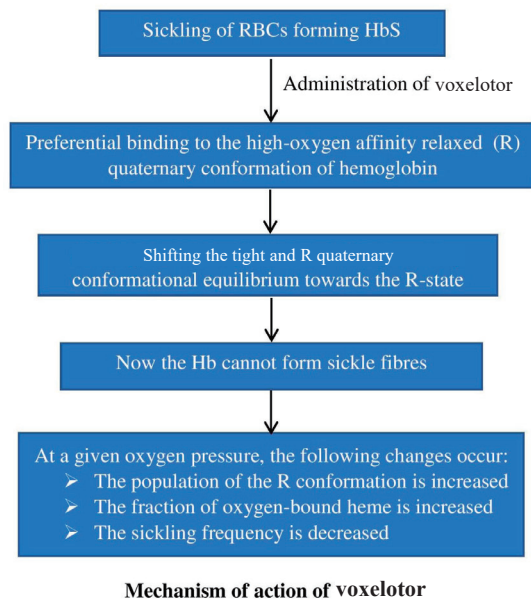 Sickling of RBCs forming HbS
Administration of voxelotor
Preferential binding to the high-oxygen affinity relaxed (R)
quaternary conformation of hemoglobin
Shifting the tight and R quaternary
conformational equilibrium towards the R-state
Now the Hb cannot form sickle fibres
At a given oxygen pressure, the following changes occur:
➢ The population of the R conformation is increased
➢ The fraction of oxygen-bound heme is increased
➢ The sickling frequency is decreased
Mechanism of action of voxelotor